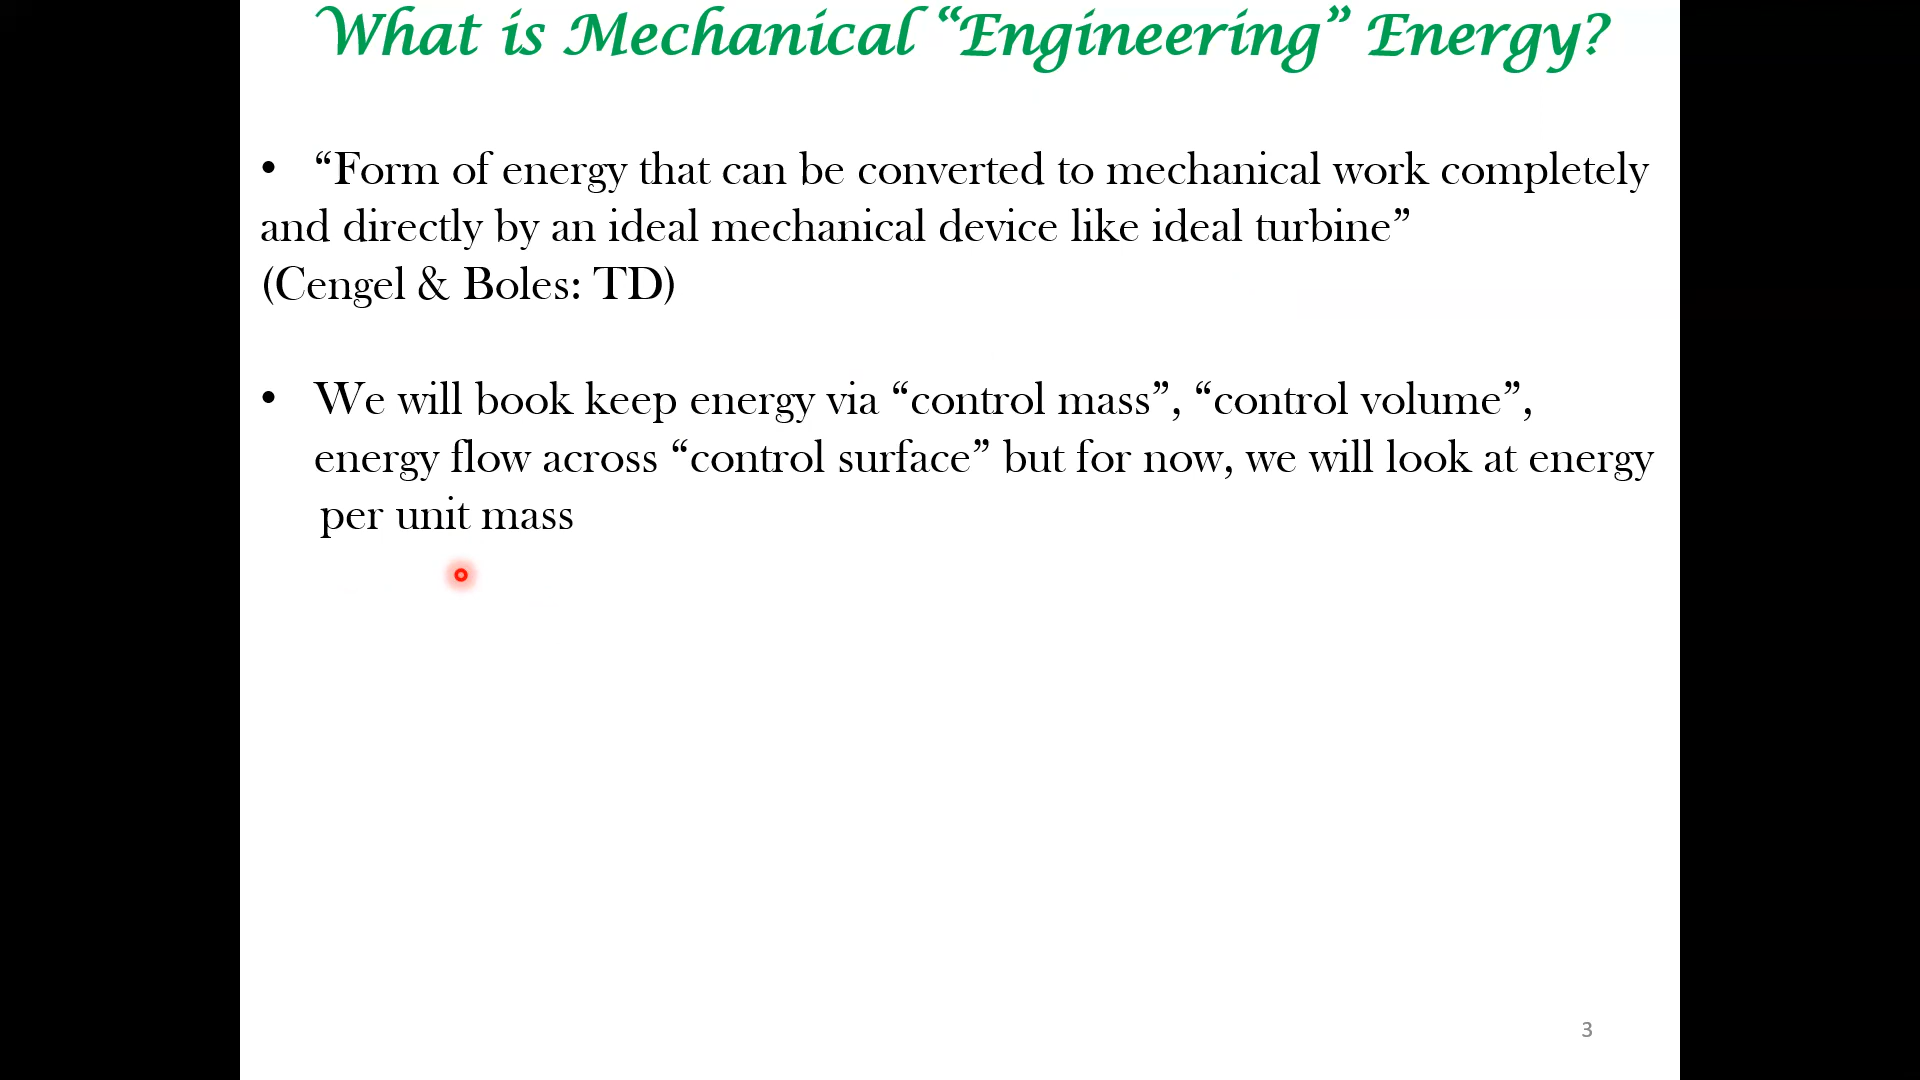 What is Mechanical “Engineering” Energy?
• “Form of energy that can be converted to mechanical work completely
and directly by an ideal mechanical device like ideal turbine”
(Cengel & Boles: TD)
• We will book keep energy via “control mass”, “control volume”,
energy flow across “control surface” but for now, we will look at energy
per unit mass
3